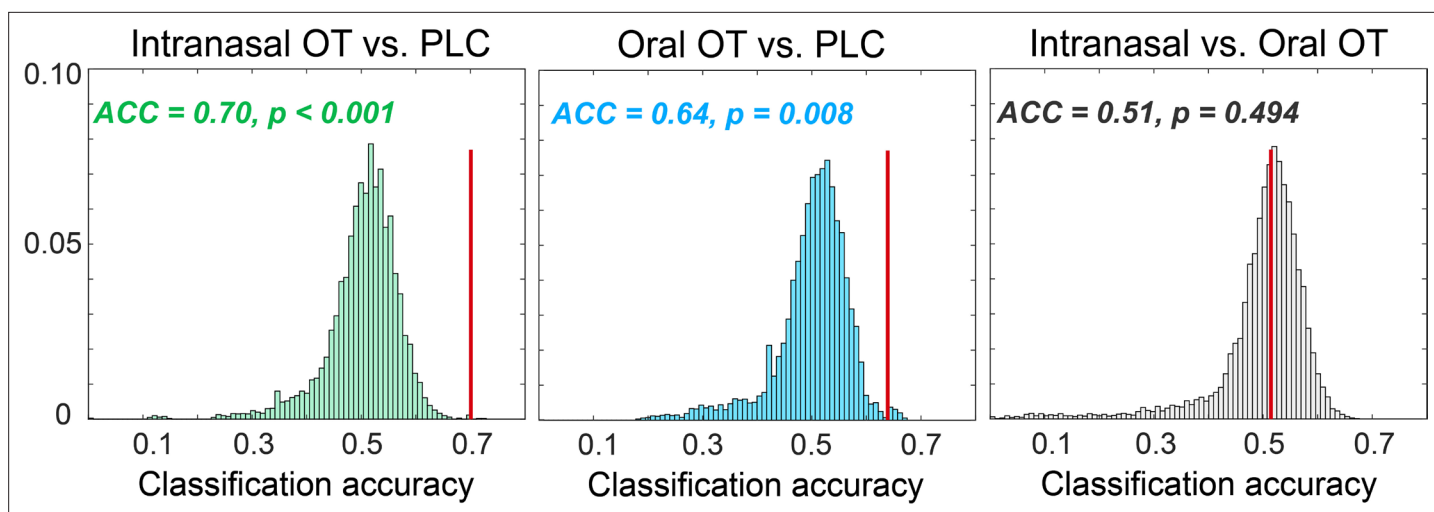 Intranasal OT vs. PLC
Oral OT vs. PLC
Intranasal vs. Oral OT
0.10
0.05
0
ACC = 0.70, p < 0.001
ACC = 0.64, p = 0.008
ACC = 0.51, p = 0.494
0.1 0.3 0.5 0.7
0.1 0.3 0.5 0.7
0.1 0.3 0.5 0.7
Classification accuracy
Classification accuracy
Classification accuracy